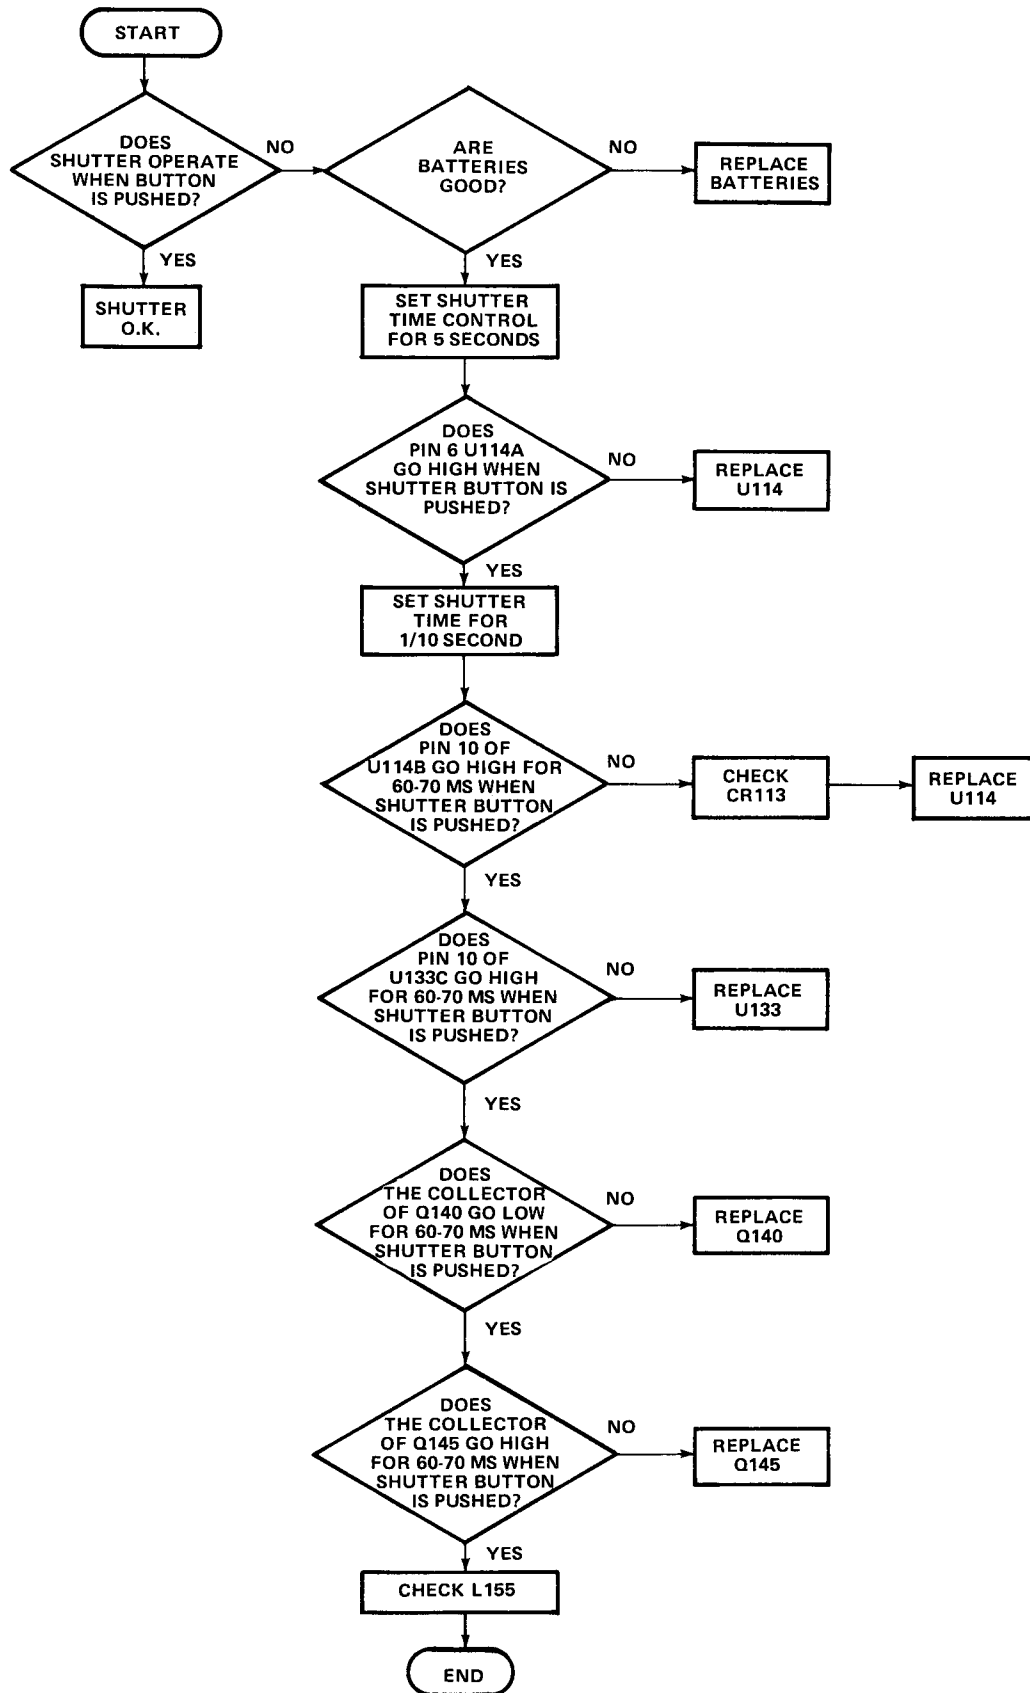 START
DOES
SHUTTER OPERATE
WHEN BUTTON
IS PUSHED?
NO
YES
SHUTTER
O.K.
ARE
BATTERIES
GOOD?
NO
REPLACE
BATTERIES
YES
SET SHUTTER
TIME CONTROL
FOR 5 SECONDS
DOES
PIN 6 U114A
GO HIGH WHEN
SHUTTER BUTTON IS
PUSHED?
NO
REPLACE
U114
YES
SET SHUTTER
TIME FOR
1/10 SECOND
DOES
PIN 10 OF
U114B GO HIGH FOR
60-70 MS WHEN
SHUTTER BUTTON
IS PUSHED?
NO
CHECK
CR113
REPLACE
U114
YES
DOES
PIN 10 OF
U133C GO HIGH
FOR 60-70 MS WHEN
SHUTTER BUTTON
IS PUSHED?
NO
REPLACE
U133
YES
DOES
THE COLLECTOR
OF Q140 GO LOW
FOR 60-70 MS WHEN
SHUTTER BUTTON
IS PUSHED?
NO
REPLACE
Q140
YES
DOES
THE COLLECTOR
OF Q145 GO HIGH
FOR 60-70 MS WHEN
SHUTTER BUTTON
IS PUSHED?
NO
REPLACE
Q145
YES
CHECK L155
END